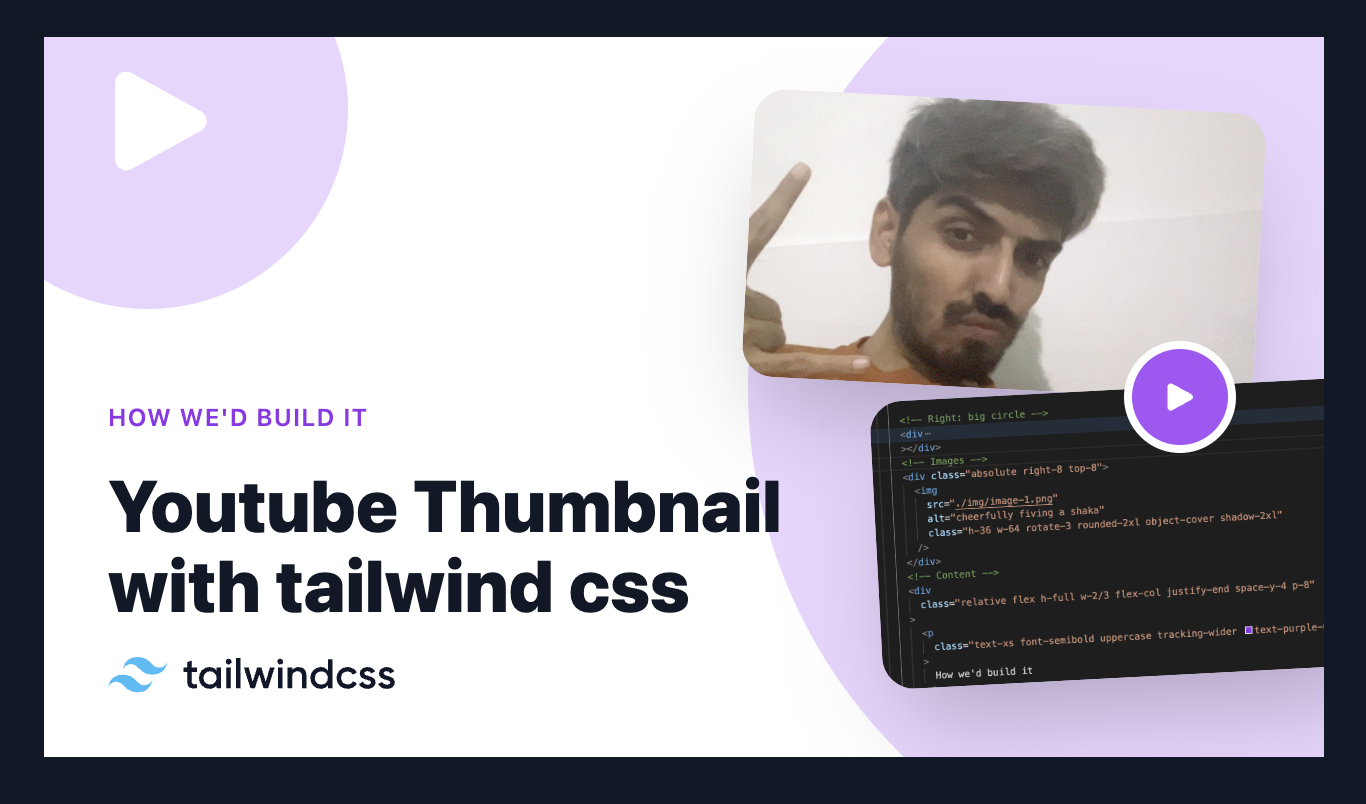 HOW WE'D BUILD IT
Youtube Thumbnail
with tailwind css
tailwindcss
<!-- Right: big circle -->
<div⋯
></div>
<!-- Images -->
<div class="absolute right-8 top-8">
<img
src="./img/image-1.png"
alt="cheerfully fiving a shaka"
class="h-36 w-64 rotate-3 rounded-2xl object-cover shadow-2xl"
/>
</div>
<!-- Content -->
<div
class="relative flex h-full w-2/3 flex-col justify-end space-y-4 p-8"
>
<p
class="text-xs font-semibold uppercase tracking-wider text-purple-
>
How we'd build it